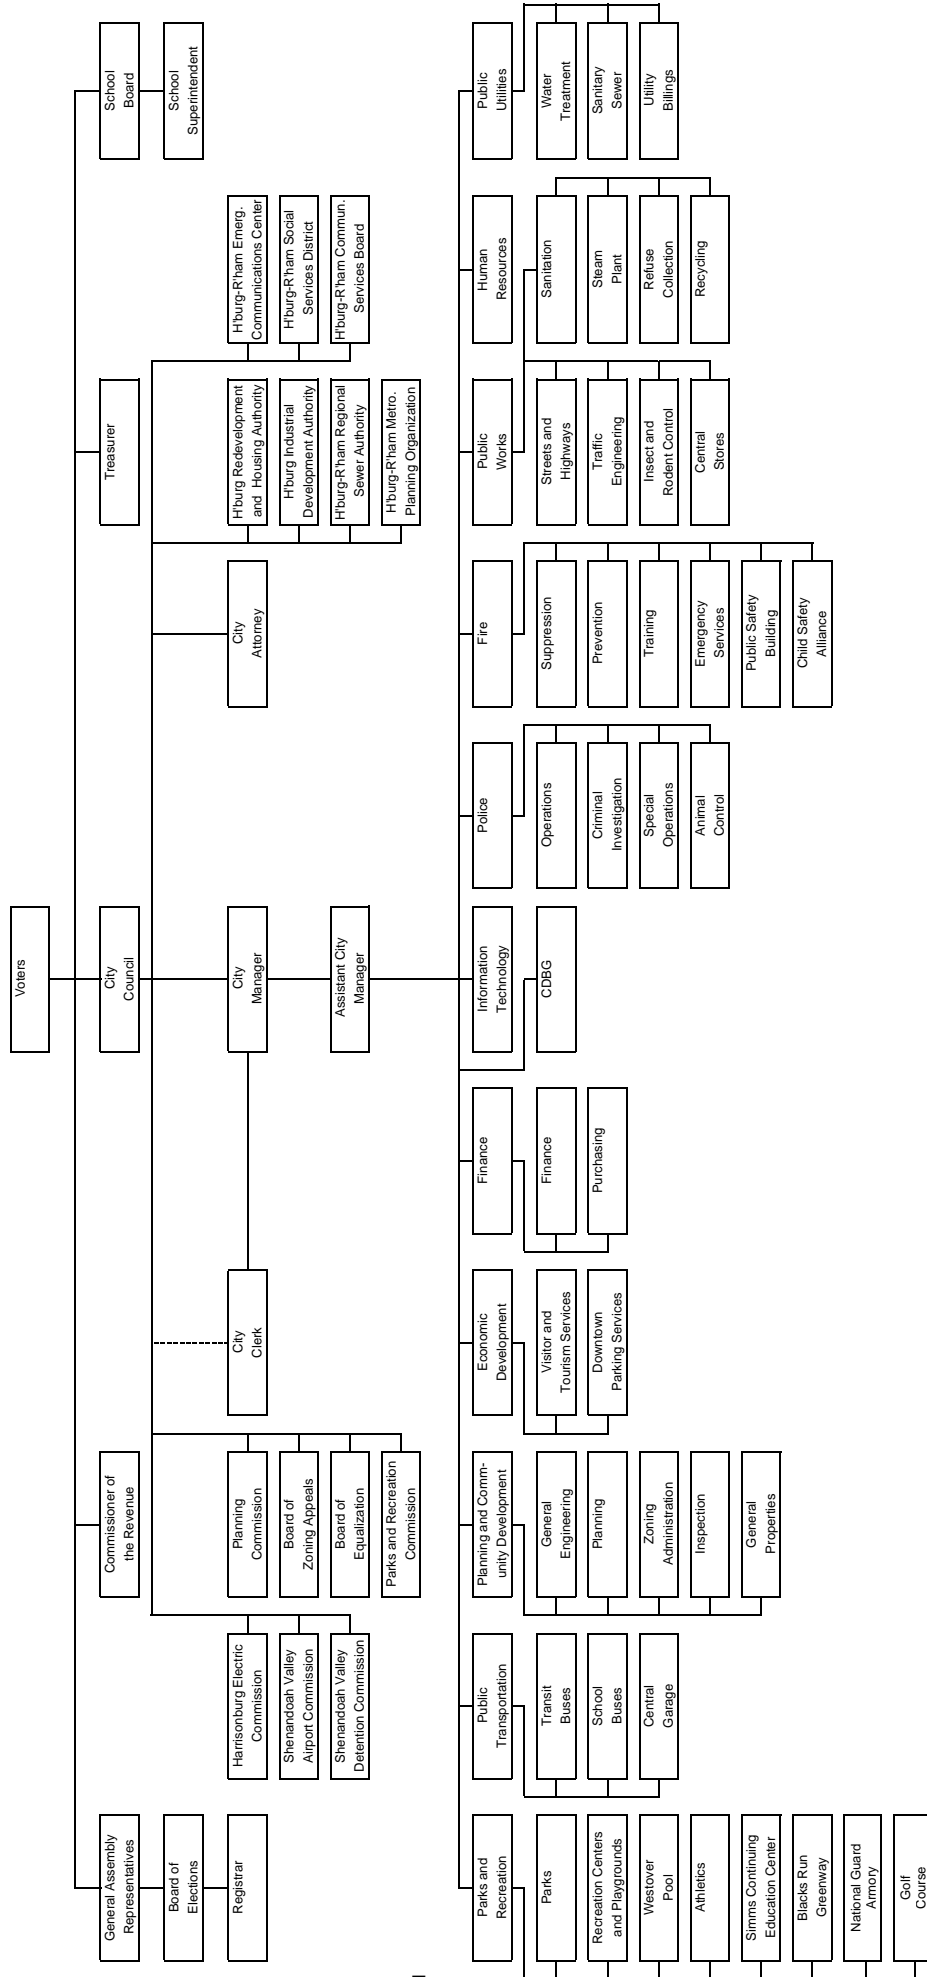 Voters
General Assembly
Representatives
Commissioner of
the Revenue
City
Council
Treasurer
School
Board
Board of
Elections
School
Superintendent
Registrar
Harrisonburg Electric
Commission
Planning
Commission
City
Clerk
City
Manager
City
Attorney
H'burg Redevelopment
and Housing Authority
H'burg-R'ham Emerg.
Communications Center
Shenandoah Valley
Airport Commission
Board of
Zoning Appeals
H'burg Industrial
Development Authority
H'burg-R'ham Social
Services District
Shenandoah Valley
Detention Commission
Board of
Equalization
Assistant City
Manager
H'burg-R'ham Regional
Sewer Authority
H'burg-R'ham Commun.
Services Board
Parks and Recreation
Commission
H'burg-R'ham Metro.
Planning Organization
Parks and
Recreation
Public
Transportation
Planning and Comm-
unity Development
Economic
Development
Finance
Information
Technology
Police
Fire
Public
Works
Human
Resources
Public
Utilities
Parks
Transit
Buses
General
Engineering
Visitor and
Tourism Services
Finance
CDBG
Operations
Suppression
Streets and
Highways
Sanitation
Water
Treatment
Recreation Centers
and Playgrounds
School
Buses
Planning
Downtown
Parking Services
Purchasing
Criminal
Investigation
Prevention
Traffic
Engineering
Steam
Plant
Sanitary
Sewer
Westover
Pool
Central
Garage
Zoning
Administration
Special
Operations
Training
Insect and
Rodent Control
Refuse
Collection
Utility
Billings
Athletics
Inspection
Animal
Control
Emergency
Services
Central
Stores
Recycling
Simms Continuing
Education Center
General
Properties
Public Safety
Building
Blacks Run
Greenway
Child Safety
Alliance
National Guard
Armory
Golf
Course